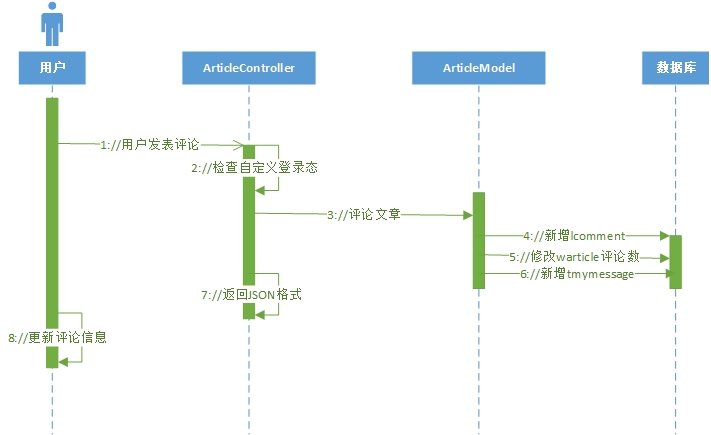 用户
ArticleController
ArticleModel
数据库
1://用户发表评论
2://检查自定义登录态
3://评论文章
4://新增lcomment
5://修改warticle评论数
6://新增tmymessage
7://返回JSON格式
8://更新评论信息